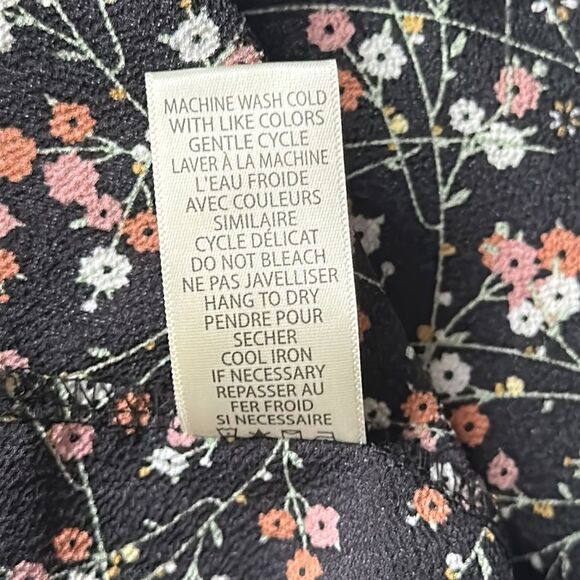 MACHINE WASH COLD
WITH LIKE COLORS
GENTLE CYCLE
LAVER À LA MACHINE
L'EAU FROIDE
AVEC COULEURS
SIMILAIRE
CYCLE DÉLICAT
DO NOT BLEACH
NE PAS JAVELLISER
HANG TO DRY
PENDRE POUR
SECHER
COOL IRON
IF NECESSARY
REPASSER AU
FER FROID
SI NECESSAIRE